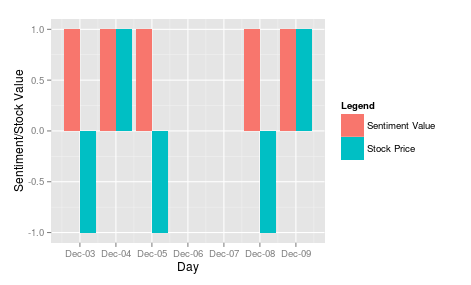 1.0
0.5
0.0
-0.5
-1.0
Sentiment/Stock Value
Dec-03 Dec-04 Dec-05 Dec-06 Dec-07 Dec-08 Dec-09
Day
Legend
Sentiment Value
Stock Price